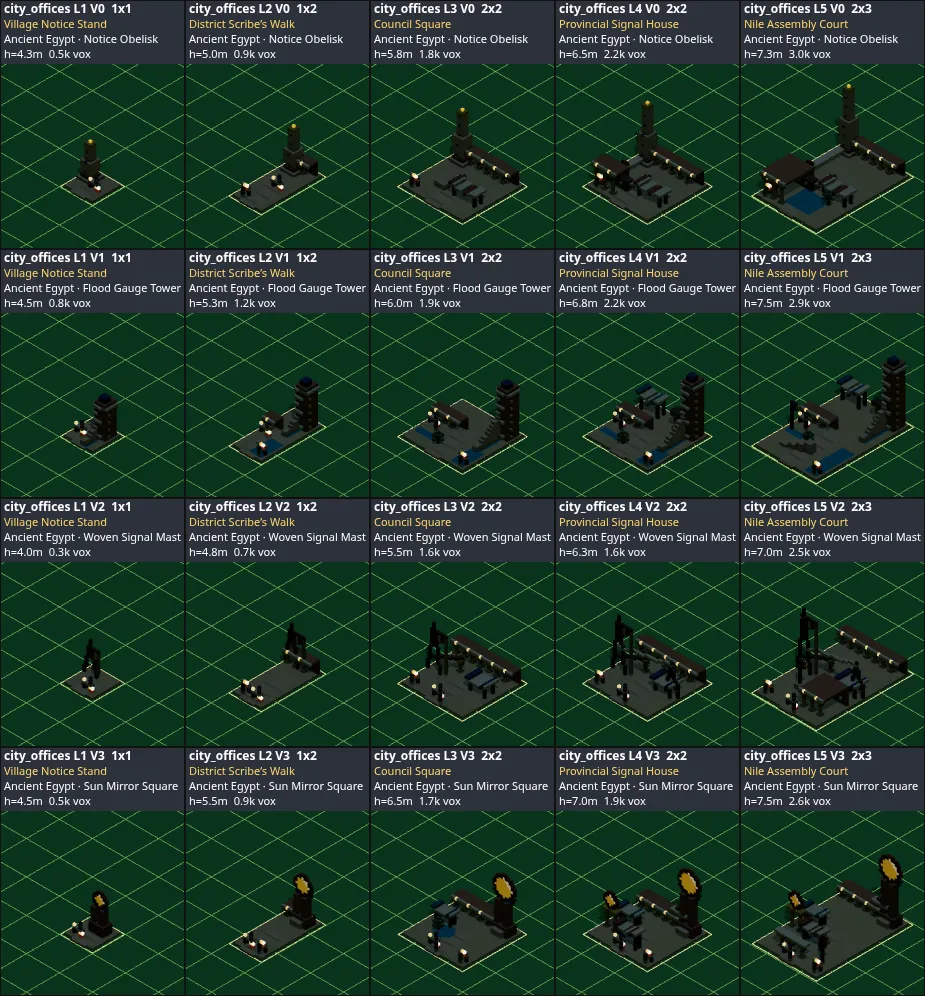 city_offices L1 V0 1x1
Village Notice Stand
Ancient Egypt · Notice Obelisk
h=4.3m 0.5k vox
city_offices L2 V0 1x2
District Scribe's Walk
Ancient Egypt · Notice Obelisk
h=5.0m 0.9k vox
city_offices L3 V0 2x2
Council Square
Ancient Egypt · Notice Obelisk
h=5.8m 1.8k vox
city_offices L4 V0 2x2
Provincial Signal House
Ancient Egypt · Notice Obelisk
h=6.5m 2.2k vox
city_offices L5 V0 2x3
Nile Assembly Court
Ancient Egypt · Notice Obelisk
h=7.3m 3.0k vox
city_offices L1 V1 1x1
Village Notice Stand
Ancient Egypt · Flood Gauge Tower
h=4.5m 0.8k vox
city_offices L2 V1 1x2
District Scribe's Walk
Ancient Egypt · Flood Gauge Tower
h=5.3m 1.2k vox
city_offices L3 V1 2x2
Council Square
Ancient Egypt · Flood Gauge Tower
h=6.0m 1.9k vox
city_offices L4 V1 2x2
Provincial Signal House
Ancient Egypt · Flood Gauge Tower
h=6.8m 2.2k vox
city_offices L5 V1 2x3
Nile Assembly Court
Ancient Egypt · Flood Gauge Tower
h=7.5m 2.9k vox
city_offices L1 V2 1x1
Village Notice Stand
Ancient Egypt · Woven Signal Mast
h=4.0m 0.3k vox
city_offices L2 V2 1x2
District Scribe's Walk
Ancient Egypt · Woven Signal Mast
h=4.8m 0.7k vox
city_offices L3 V2 2x2
Council Square
Ancient Egypt · Woven Signal Mast
h=5.5m 1.6k vox
city_offices L4 V2 2x2
Provincial Signal House
Ancient Egypt · Woven Signal Mast
h=6.3m 1.6k vox
city_offices L5 V2 2x3
Nile Assembly Court
Ancient Egypt · Woven Signal Mast
h=7.0m 2.5k vox
city_offices L1 V3 1x1
Village Notice Stand
Ancient Egypt · Sun Mirror Square
h=4.5m 0.5k vox
city_offices L2 V3 1x2
District Scribe's Walk
Ancient Egypt · Sun Mirror Square
h=5.5m 0.9k vox
city_offices L3 V3 2x2
Council Square
Ancient Egypt · Sun Mirror Square
h=6.5m 1.7k vox
city_offices L4 V3 2x2
Provincial Signal House
Ancient Egypt · Sun Mirror Square
h=7.0m 1.9k vox
city_offices L5 V3 2x3
Nile Assembly Court
Ancient Egypt · Sun Mirror Square
h=7.5m 2.6k vox